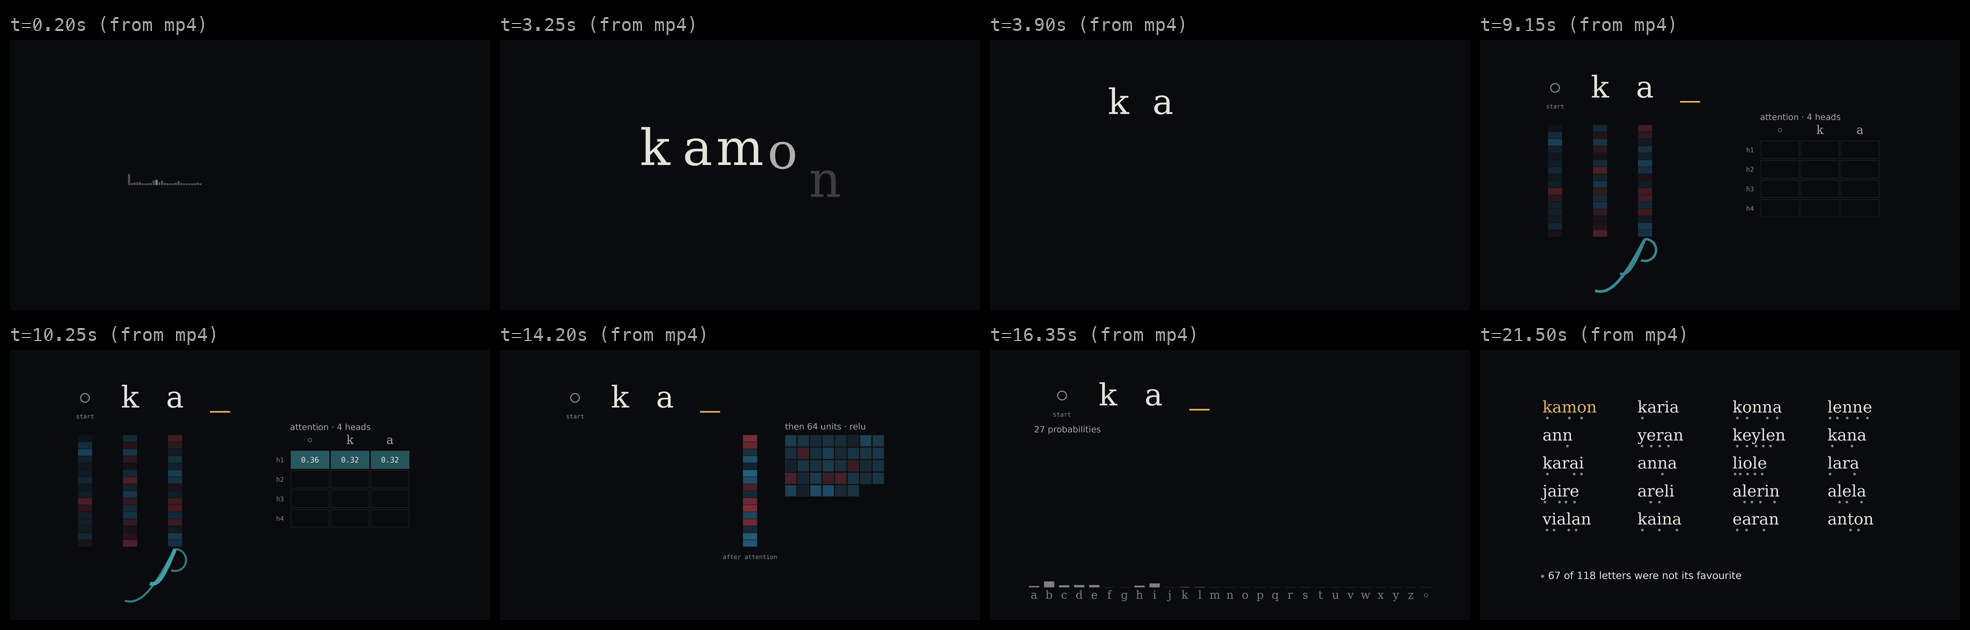 t=0.20s (from mp4)
t=3.25s (from mp4)
kamon
t=3.90s (from mp4)
k a
t=9.15s (from mp4)
k a _
start
attention · 4 heads
○ k a
h1
h2
h3
h4
t=10.25s (from mp4)
k a _
start
attention · 4 heads
○ k a
h1 0.36 0.32 0.32
h2
h3
h4
t=14.20s (from mp4)
k a _
start
then 64 units · relu
after attention
t=16.35s (from mp4)
k a _
start
27 probabilities
a b c d e f g h i j k l m n o p q r s t u v w x y z ○
t=21.50s (from mp4)
kamon karia konna lenne
ann yeran keylen kana
karai anna liole lara
jaire areli alerin alela
vialan kaina earan anton
• 67 of 118 letters were not its favourite